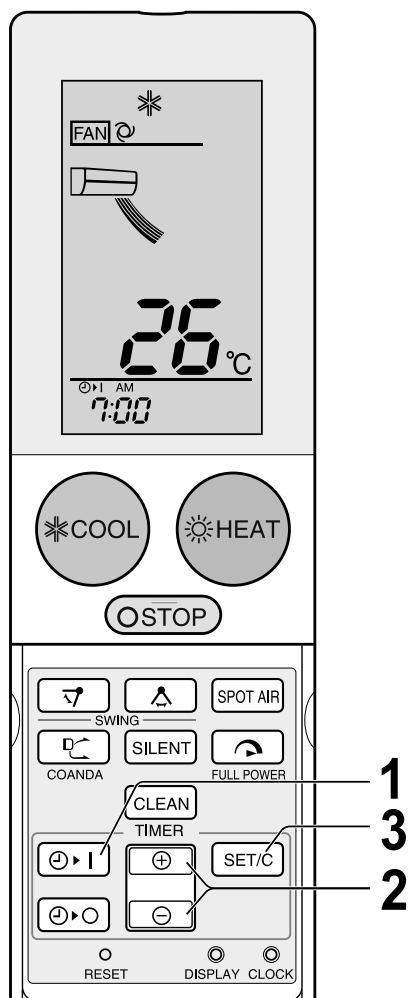 FAN
26 °C
AM
7:00
COOL
HEAT
STOP
SPOT AIR
SWING
SILENT
COANDA
FULL POWER
CLEAN
1
TIMER
3
SET/C
2
RESET
DISPLAY
CLOCK